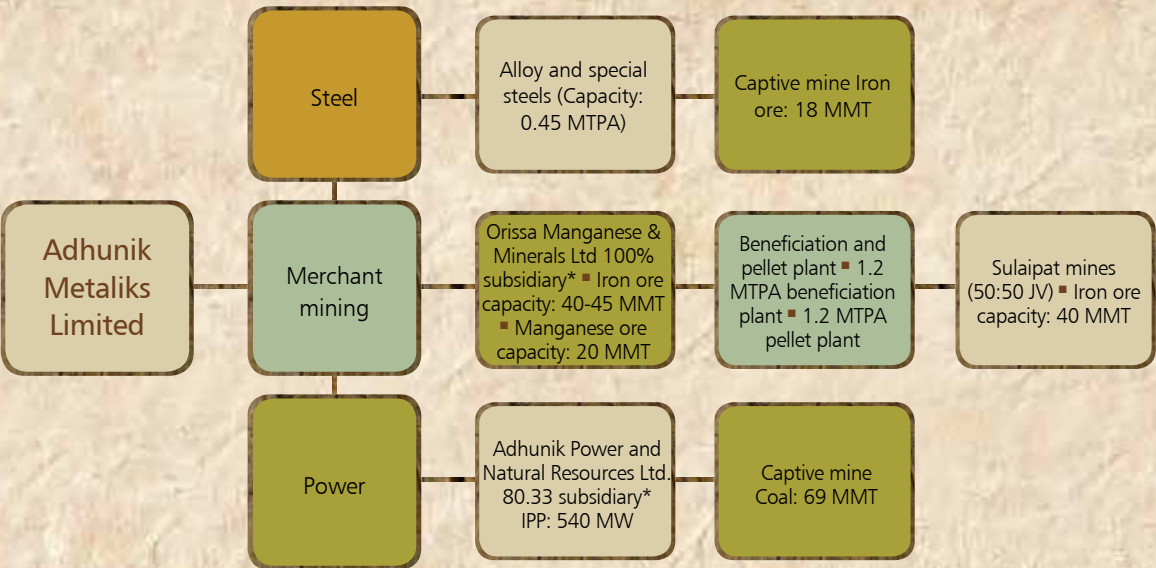 Steel
Alloy and special
steels (Capacity:
0.45 MTPA)
Captive mine Iron
ore: 18 MMT
Adhunik
Metaliks
Limited
Merchant
mining
Orissa Manganese &
Minerals Ltd 100%
subsidiary* ▪ Iron ore
capacity: 40-45 MMT
▪ Manganese ore
capacity: 20 MMT
Beneficiation and
pellet plant ▪ 1.2
MTPA beneficiation
plant ▪ 1.2 MTPA
pellet plant
Sulaipat mines
(50:50 JV) ▪ Iron ore
capacity: 40 MMT
Power
Adhunik Power and
Natural Resources Ltd.
80.33 subsidiary*
IPP: 540 MW
Captive mine
Coal: 69 MMT